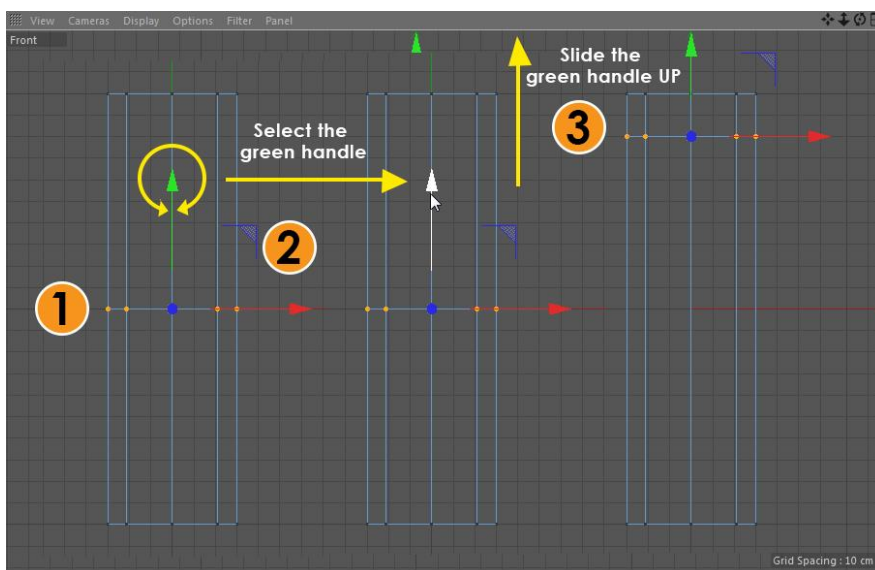 View Cameras Display Options Filter Panel
Front
Slide the
green handle UP
3
Select the
green handle
2
1
Grid Spacing : 10 cm